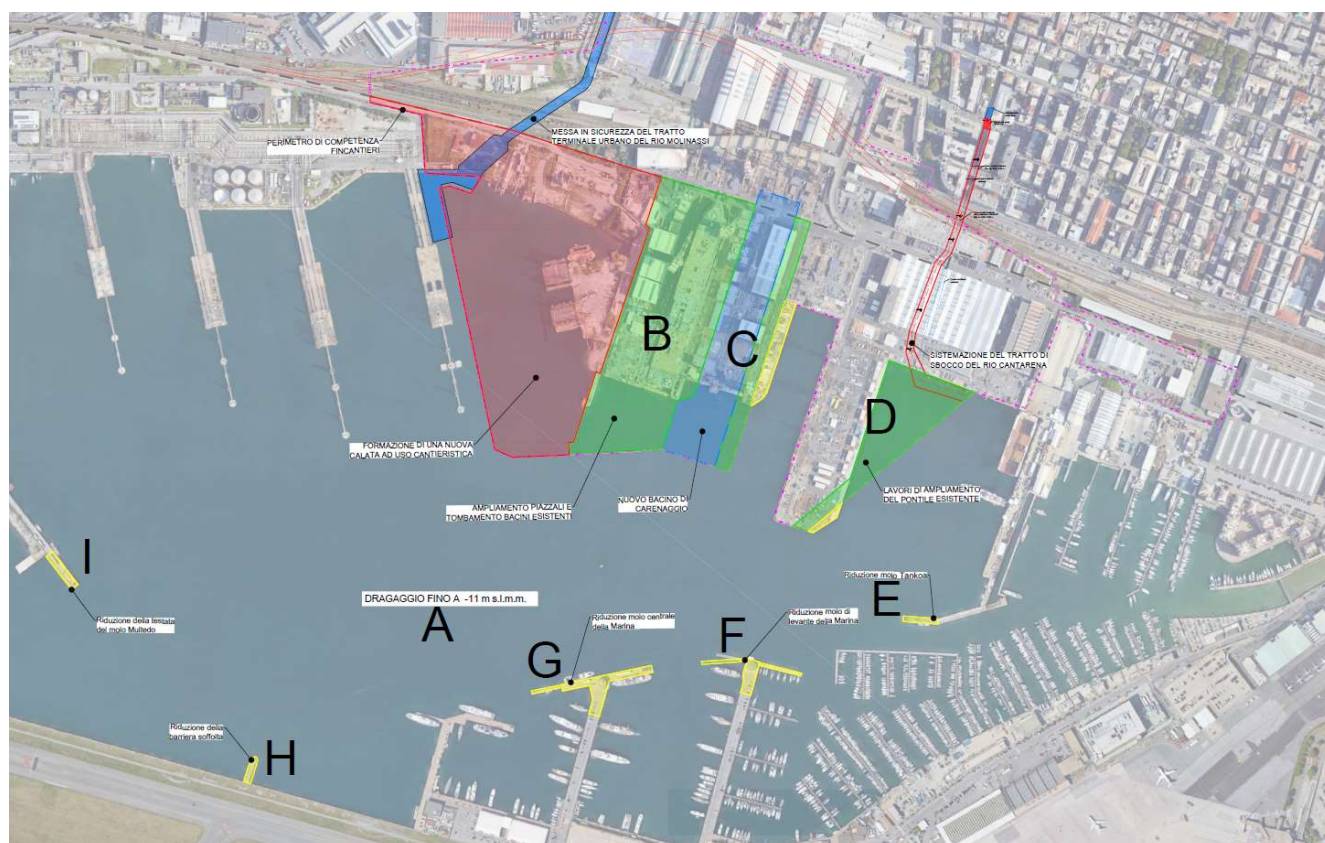 PERIMETRO DI COMPETENZA
FINCANTIERI
MESSA IN SICUREZZA DEL TRATTO
TERMINALE URBANO DEL RIO MOLINASSI
B
C
SISTEMAZIONE DEL TRATTO DI
SBOCCO DEL RIO CANTARENA
D
FORMAZIONE DI UNA NUOVA
CALATA AD USO CANTIERISTICA
AMPLIAMENTO PIAZZALI E
TOMBAMENTO BACINI ESISTENTI
NUOVO BACINO DI
CARENAGGIO
LAVORI DI AMPLIAMENTO
DEL PONTILE ESISTENTE
I
Riduzione della testata
del molo Multedo
DRAGAGGIO FINO A -11 m s.l.m.m.
A
Riduzione molo Tankoa
E
Riduzione molo centrale
della Marina
G
Riduzione molo di
levante della Marina
F
Riduzione della
barriera soffolta
H